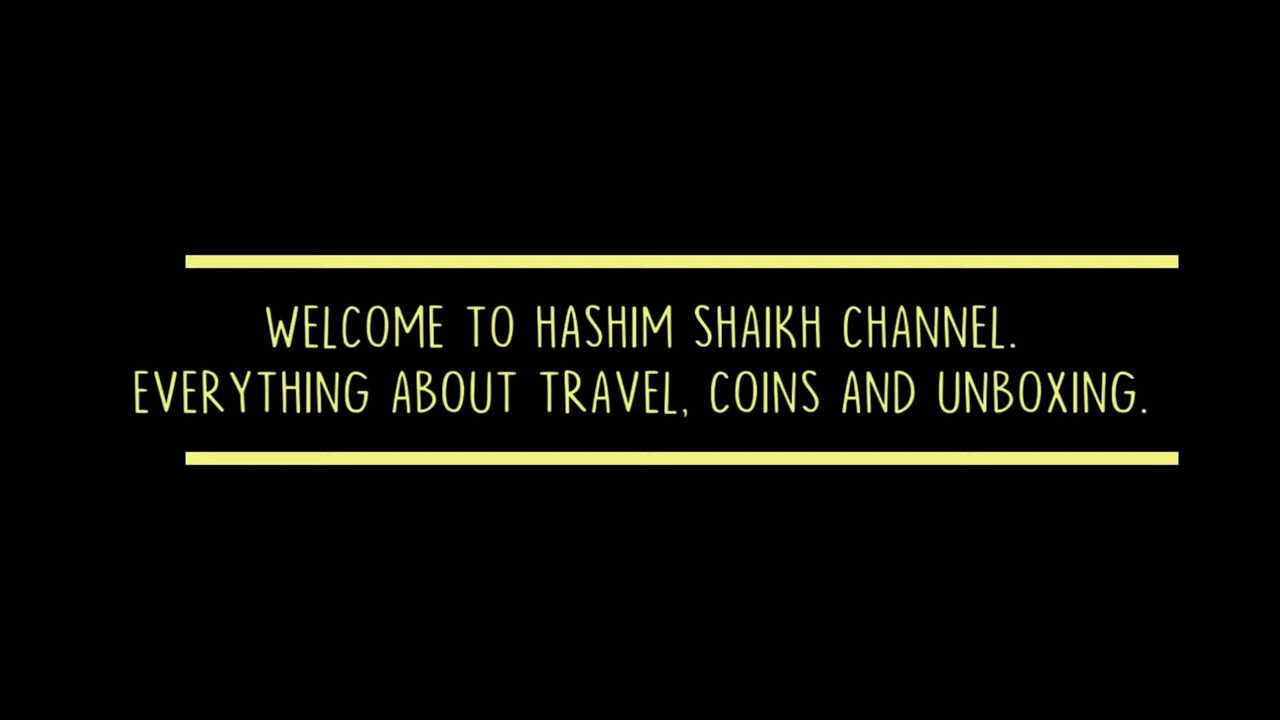 WELCOME TO HASHIM SHAIKH CHANNEL.
EVERYTHING ABOUT TRAVEL, COINS AND UNBOXING.